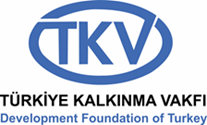 TKV
TÜRKİYE KALKINMA VAKFI
Development Foundation of Turkey